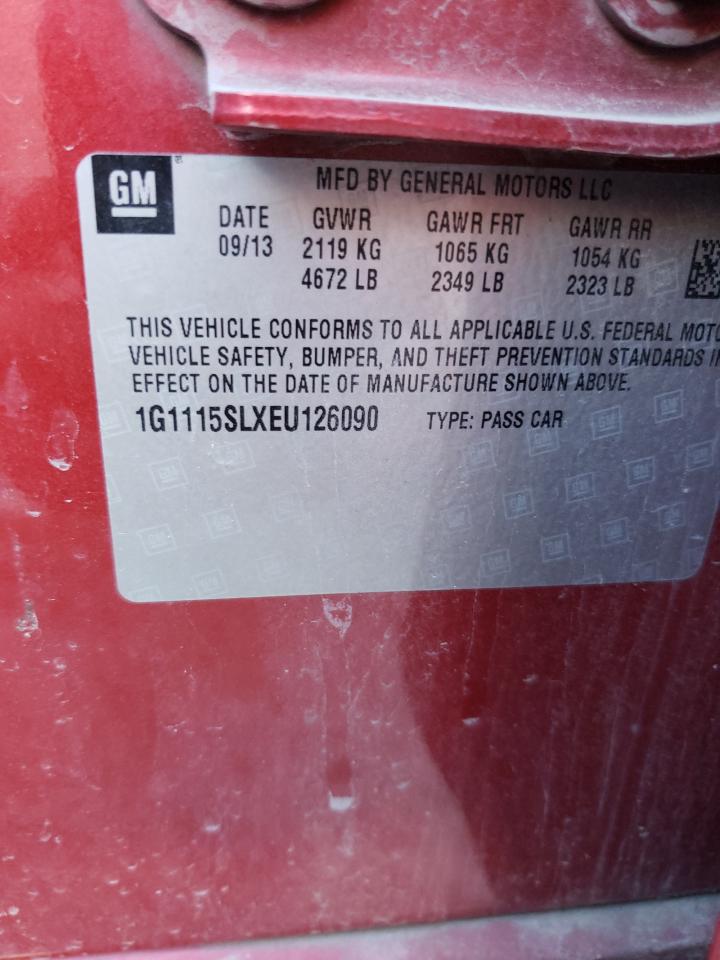 GM
MFD BY GENERAL MOTORS LLC
DATE GVWR GAWR FRT GAWR RR
09/13 2119 KG 1065 KG 1054 KG
4672 LB 2349 LB 2323 LB
THIS VEHICLE CONFORMS TO ALL APPLICABLE U.S. FEDERAL MOTO
VEHICLE SAFETY, BUMPER, AND THEFT PREVENTION STANDARDS IN
EFFECT ON THE DATE OF MANUFACTURE SHOWN ABOVE.
1G1115SLXEU126090 TYPE: PASS CAR